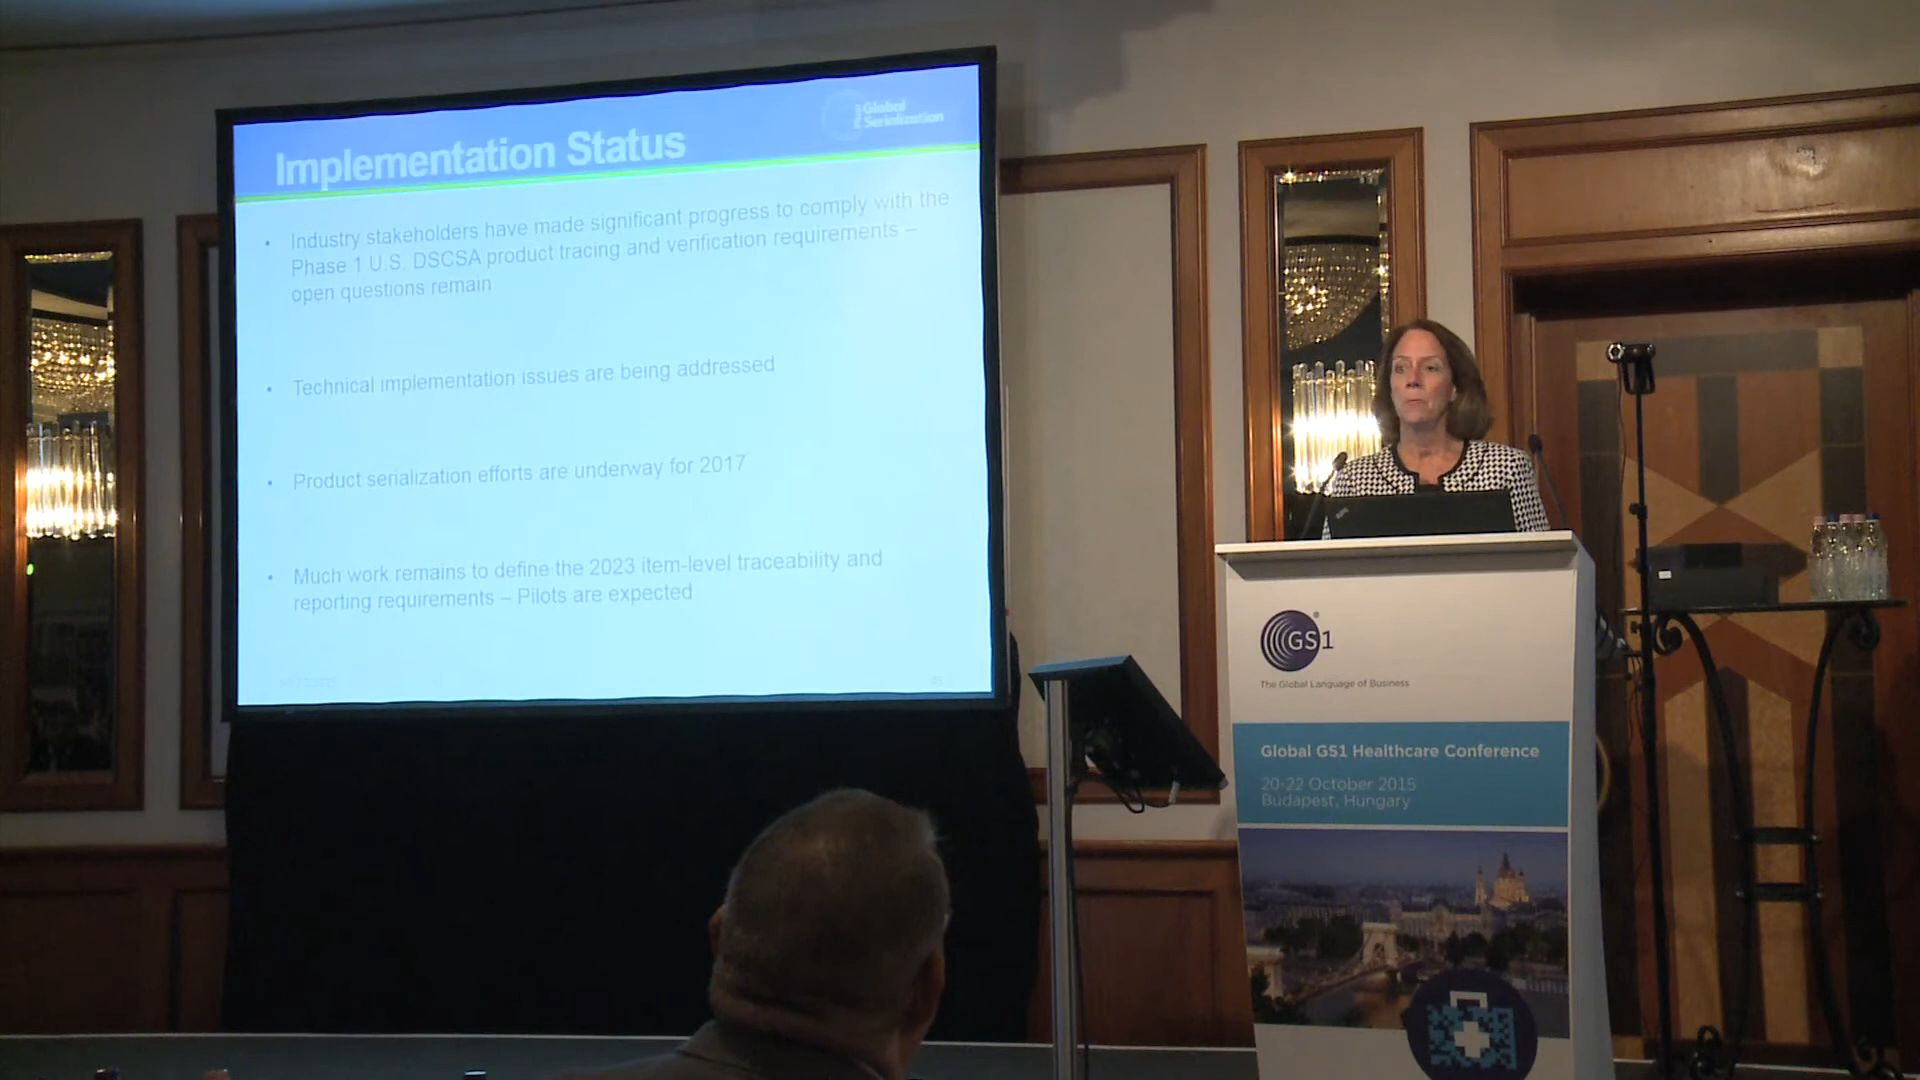 Implementation Status
Global
Serialization
• Industry stakeholders have made significant progress to comply with the
Phase 1 U.S. DSCSA product tracing and verification requirements –
open questions remain
• Technical implementation issues are being addressed
• Product serialization efforts are underway for 2017
• Much work remains to define the 2023 item-level traceability and
reporting requirements – Pilots are expected
GS1
The Global Language of Business
Global GS1 Healthcare Conference
20-22 October 2015
Budapest, Hungary